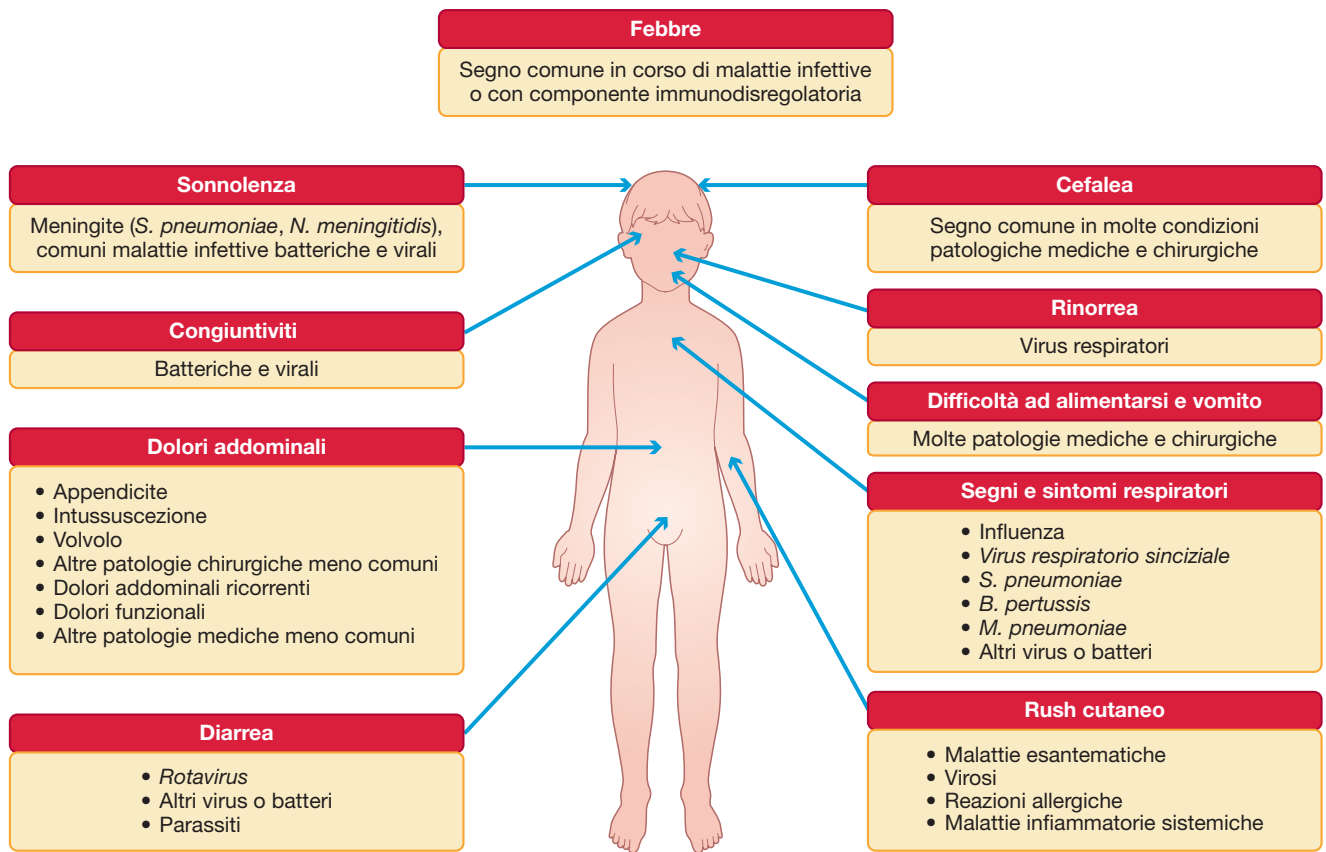 Febbre
Segno comune in corso di malattie infettive
o con componente immunodisregolatoria
Sonnolenza
Meningite (S. pneumoniae, N. meningitidis),
comuni malattie infettive batteriche e virali
Congiuntiviti
Batteriche e virali
Dolori addominali
• Appendicite
• Intussuscezione
• Volvolo
• Altre patologie chirurgiche meno comuni
• Dolori addominali ricorrenti
• Dolori funzionali
• Altre patologie mediche meno comuni
Diarrea
• Rotavirus
• Altri virus o batteri
• Parassiti
Cefalea
Segno comune in molte condizioni
patologiche mediche e chirurgiche
Rinorrea
Virus respiratori
Difficoltà ad alimentarsi e vomito
Molte patologie mediche e chirurgiche
Segni e sintomi respiratori
• Influenza
• Virus respiratorio sinciziale
• S. pneumoniae
• B. pertussis
• M. pneumoniae
• Altri virus o batteri
Rush cutaneo
• Malattie esantematiche
• Virosi
• Reazioni allergiche
• Malattie infiammatorie sistemiche